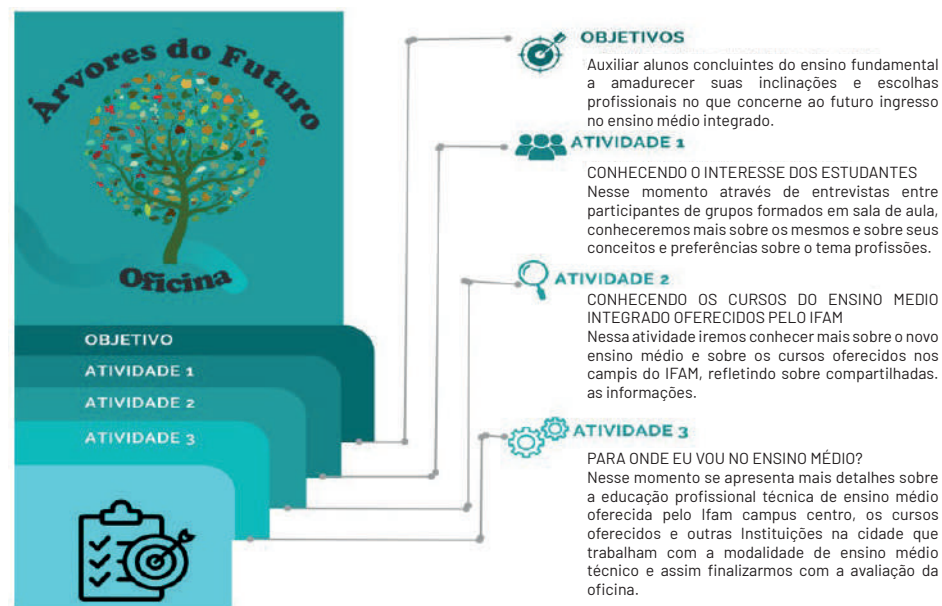 Árvores do Futuro
Oficina
OBJETIVO
ATIVIDADE 1
ATIVIDADE 2
ATIVIDADE 3
OBJETIVOS
Auxiliar alunos concluintes do ensino fundamental
a amadurecer suas inclinações e escolhas
profissionais no que concerne ao futuro ingresso
no ensino médio integrado.
ATIVIDADE 1
CONHECENDO O INTERESSE DOS ESTUDANTES
Nesse momento através de entrevistas entre
participantes de grupos formados em sala de aula,
conheceremos mais sobre os mesmos e sobre seus
conceitos e preferências sobre o tema profissões.
ATIVIDADE 2
CONHECENDO OS CURSOS DO ENSINO MEDIO
INTEGRADO OFERECIDOS PELO IFAM
Nessa atividade iremos conhecer mais sobre o novo
ensino médio e sobre os cursos oferecidos nos
campis do IFAM, refletindo sobre compartilhadas.
as informações.
ATIVIDADE 3
PARA ONDE EU VOU NO ENSINO MÉDIO?
Nesse momento se apresenta mais detalhes sobre
a educação profissional técnica de ensino médio
oferecida pelo Ifam campus centro, os cursos
oferecidos e outras Instituições na cidade que
trabalham com a modalidade de ensino médio
técnico e assim finalizarmos com a avaliação da
oficina.